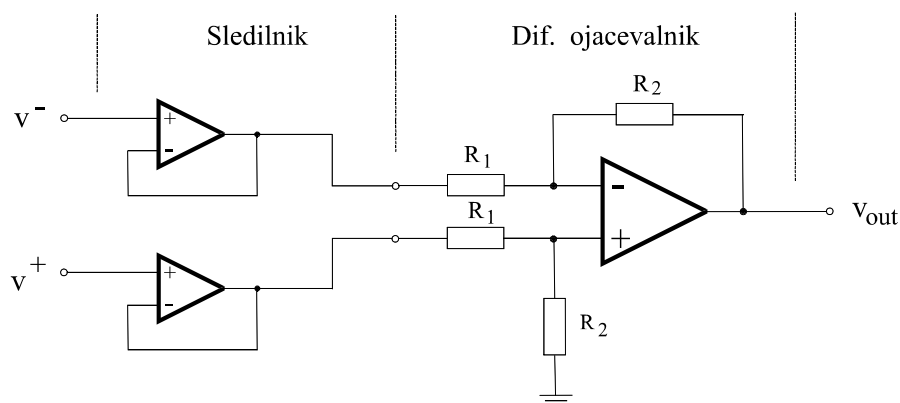 Sledilnik
Dif. ojacevalnik
R2
v-
+
-
R1
-
vout
R1
+
v+
+
-
R2